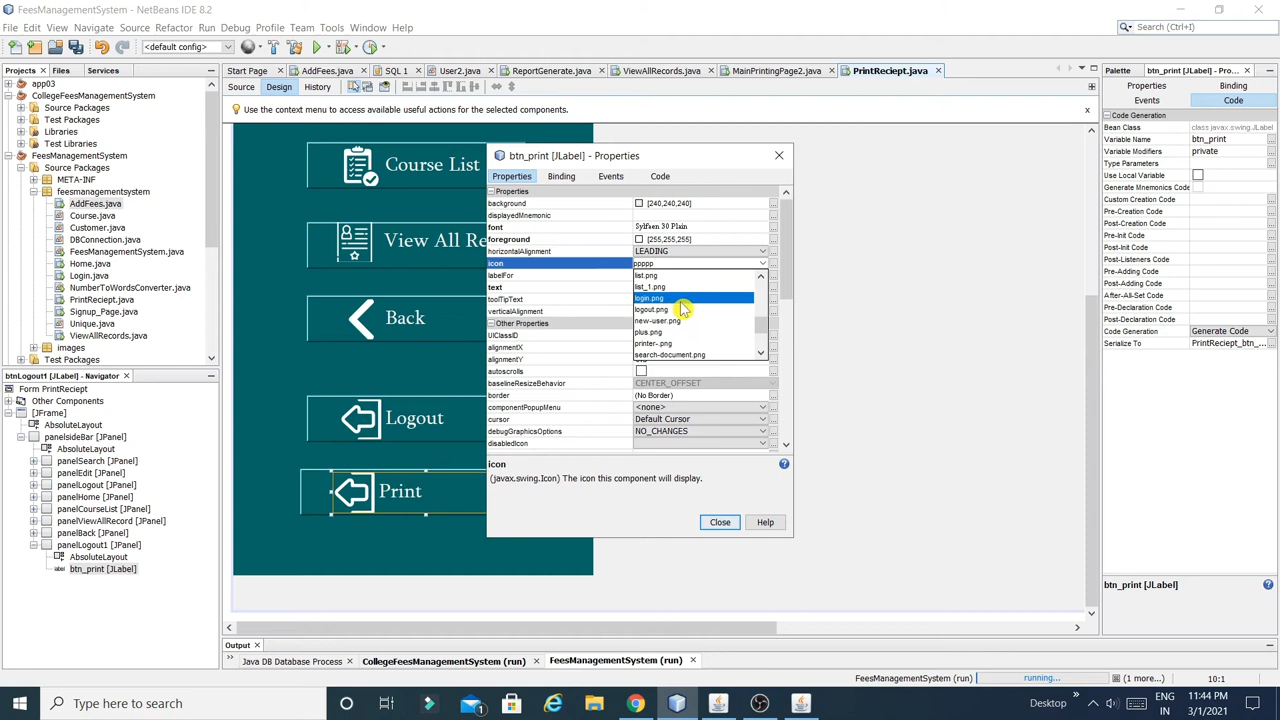 FeesManagementSystem - NetBeans IDE 8.2
File Edit View Navigate Source Refactor Run Debug Profile Team Tools Window Help
Search (Ctrl+I)
<default config>
Projects Files Services
app03
CollegeFeesManagementSystem
Source Packages
Test Packages
Libraries
Test Libraries
FeesManagementSystem
Source Packages
META-INF
feesmanagementsystem
AddFees.java
Course.java
Customer.java
DBConnection.java
FeesManagementSystem.java
Home.java
Login.java
NumberToWordsConverter.java
PrintReciept.java
Signup_Page.java
Unique.java
ViewAllRecords.java
images
Test Packages
btnLogout1 [JLabel] - Navigator
Form PrintReciept
Other Components
[JFrame]
AbsoluteLayout
panelsideBar [JPanel]
AbsoluteLayout
panelSearch [JPanel]
panelEdit [JPanel]
panelLogout [JPanel]
panelHome [JPanel]
panelCourseList [JPanel]
panelViewAllRecord [JPanel]
panelBack [JPanel]
panelLogout1 [JPanel]
AbsoluteLayout
label btn_print [JLabel]
Start Page AddFees.java SQL 1 User2.java ReportGenerate.java ViewAllRecords.java MainPrintingPage2.java PrintReciept.java
Source Design History
Use the context menu to access available useful actions for the selected components.
Course List
View All Re
Back
Logout
Print
btn_print [JLabel] - Properties
Properties Binding Events Code
Properties
background [240,240,240]
displayedMnemonic
font Sylfaen 30 Plain
foreground [255,255,255]
horizontalAlignment LEADING
icon ppppp
labelFor
text
toolTipText
verticalAlignment
Other Properties
UIClassID
alignmentX
alignmentY
autoscrolls
baselineResizeBehavior CENTER_OFFSET
border (No Border)
componentPopupMenu <none>
cursor Default Cursor
debugGraphicsOptions NO_CHANGES
disabledIcon
list.png
list_1.png
login.png
logout.png
new-user.png
plus.png
printer-.png
search-document.png
icon
(javax.swing.Icon) The icon this component will display.
Close Help
Palette btn_print [JLabel] - Pro...
Properties Binding
Events Code
Code Generation
Bean Class class javax.swing.JLabel
Variable Name btn_print
Variable Modifiers private
Type Parameters
Use Local Variable
Generate Mnemonics Code
Custom Creation Code
Pre-Creation Code
Post-Creation Code
Pre-Init Code
Post-Init Code
Post-Listeners Code
Pre-Adding Code
Post-Adding Code
After-All-Set Code
Pre-Declaration Code
Post-Declaration Code
Code Generation Generate Code
Serialize To PrintReciept_btn_...
btn_print [JLabel]
Output
Java DB Database Process CollegeFeesManagementSystem (run) FeesManagementSystem (run)
FeesManagementSystem (run) running... (1 more...) 10:1
Type here to search
Desktop
ENG
IN
11:44 PM
3/1/2021